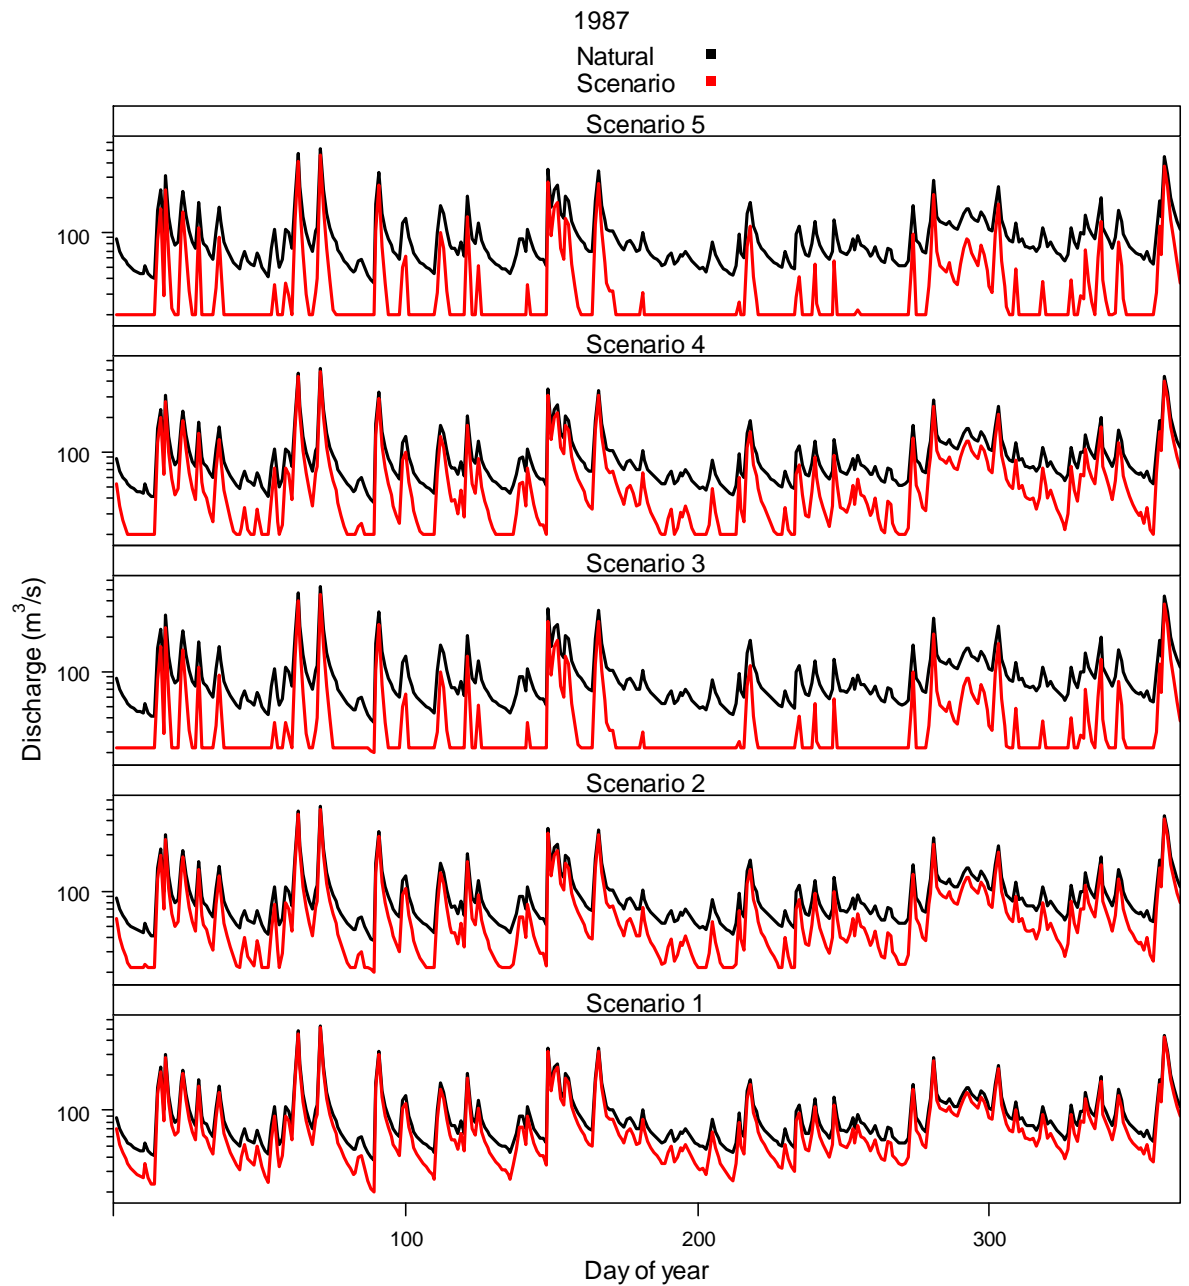 1987
Natural
Scenario
Scenario 5
100
Scenario 4
100
Scenario 3
100
Scenario 2
100
Scenario 1
100
Discharge (m³/s)
100 200 300
Day of year